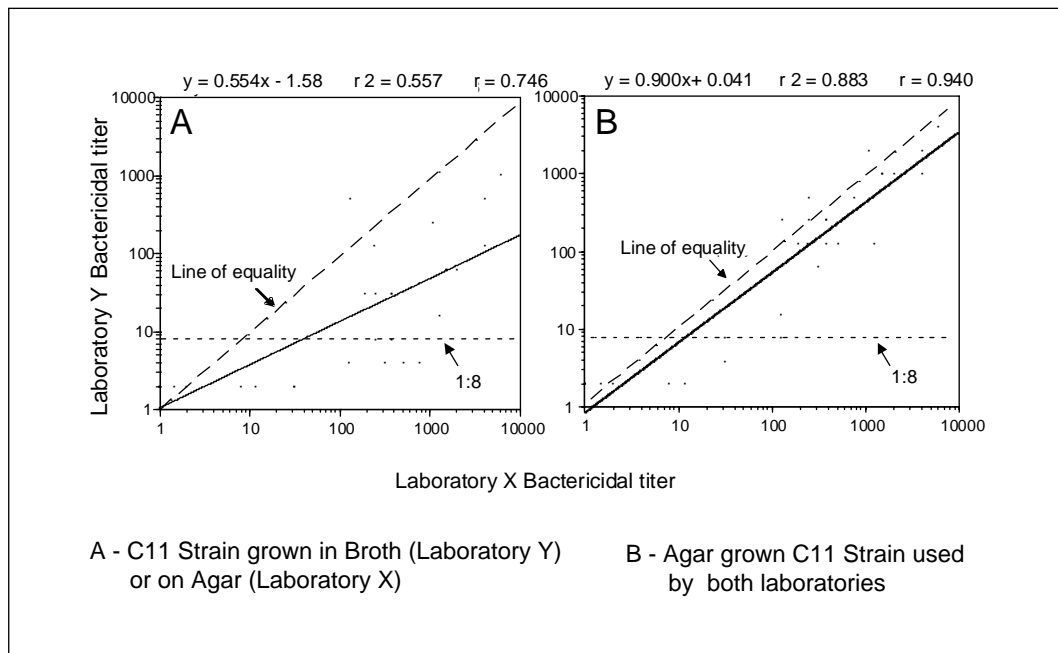 y = 0.554x - 1.58 r 2 = 0.557 r = 0.746
y = 0.900x+ 0.041 r 2 = 0.883 r = 0.940
A
10000
1000
100
10
1
Laboratory Y Bactericidal titer
Line of equality
1:8
1 10 100 1000 10000
B
10000
1000
100
10
1
Line of equality
1:8
1 10 100 1000 10000
Laboratory X Bactericidal titer
A - C11 Strain grown in Broth (Laboratory Y)
or on Agar (Laboratory X)
B - Agar grown C11 Strain used
by both laboratories